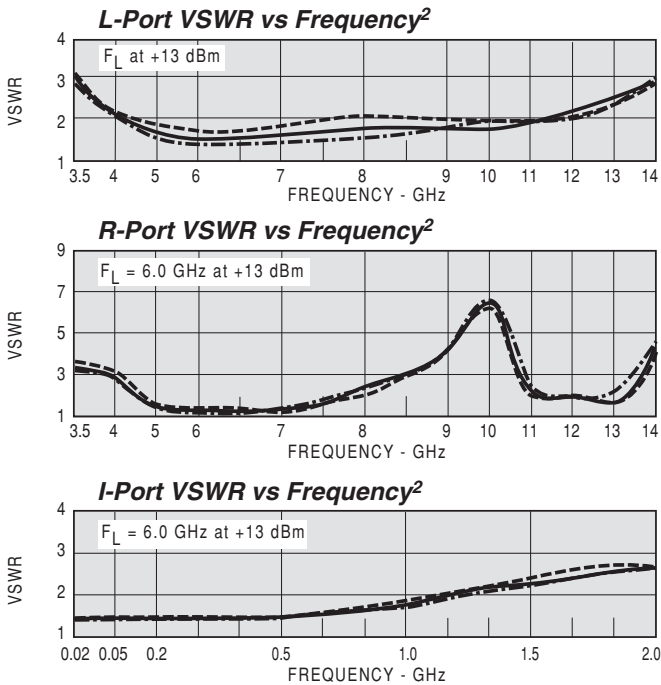 L-Port VSWR vs Frequency²
4
3
2
1
VSWR
F_L at +13 dBm
3.5 4 5 6 7 8 9 10 11 12 13 14
FREQUENCY - GHz
R-Port VSWR vs Frequency²
9
7
5
3
1
VSWR
F_L = 6.0 GHz at +13 dBm
3.5 4 5 6 7 8 9 10 11 12 13 14
FREQUENCY - GHz
I-Port VSWR vs Frequency²
4
3
2
1
VSWR
F_L = 6.0 GHz at +13 dBm
0.02 0.05 0.2 0.5 1.0 1.5 2.0
FREQUENCY - GHz